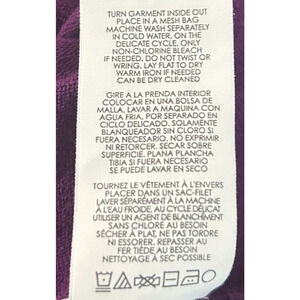 TURN GARMENT INSIDE OUT
PLACE IN A MESH BAG
MACHINE WASH SEPARATELY
IN COLD WATER, ON THE
DELICATE CYCLE. ONLY
NON-CHLORINE BLEACH
IF NEEDED. DO NOT TWIST OR
WRING. LAY FLAT TO DRY
WARM IRON IF NEEDED
CAN BE DRY CLEANED
GIRE A LA PRENDA INTERIOR
COLOCAR EN UNA BOLSA DE
MALLA. LAVAR A MAQUINA CON
AGUA FRIA, POR SEPARADO EN
CICLO DELICADO. SOLAMENTE
BLANQUEADOR SIN CLORO SI
FUERA NECESARIO. NO EXPRIMIR
NI RETORCER. SECAR SOBRE
SUPERFICIE. PLANA PLANCHA
TIBIA SI FUERA NECESARIO
SE PUEDE LAVAR EN SECO
TOURNEZ LE VÊTEMENT À L'ENVERS
PLACER DANS UN SAC-FILET
LAVER SÉPARÉMENT À LA MACHINE
À L'EAU FROIDE, AU CYCLE DÉLICAT
UTILISER UN AGENT DE BLANCHIMENT
SANS CHLORE AU BESOIN
SÉCHER À PLAT, NE PAS TORDRE
NI ESSORER. REPASSER AU
FER TIÈDE AU BESOIN
NETTOYAGE À SEC POSSIBLE